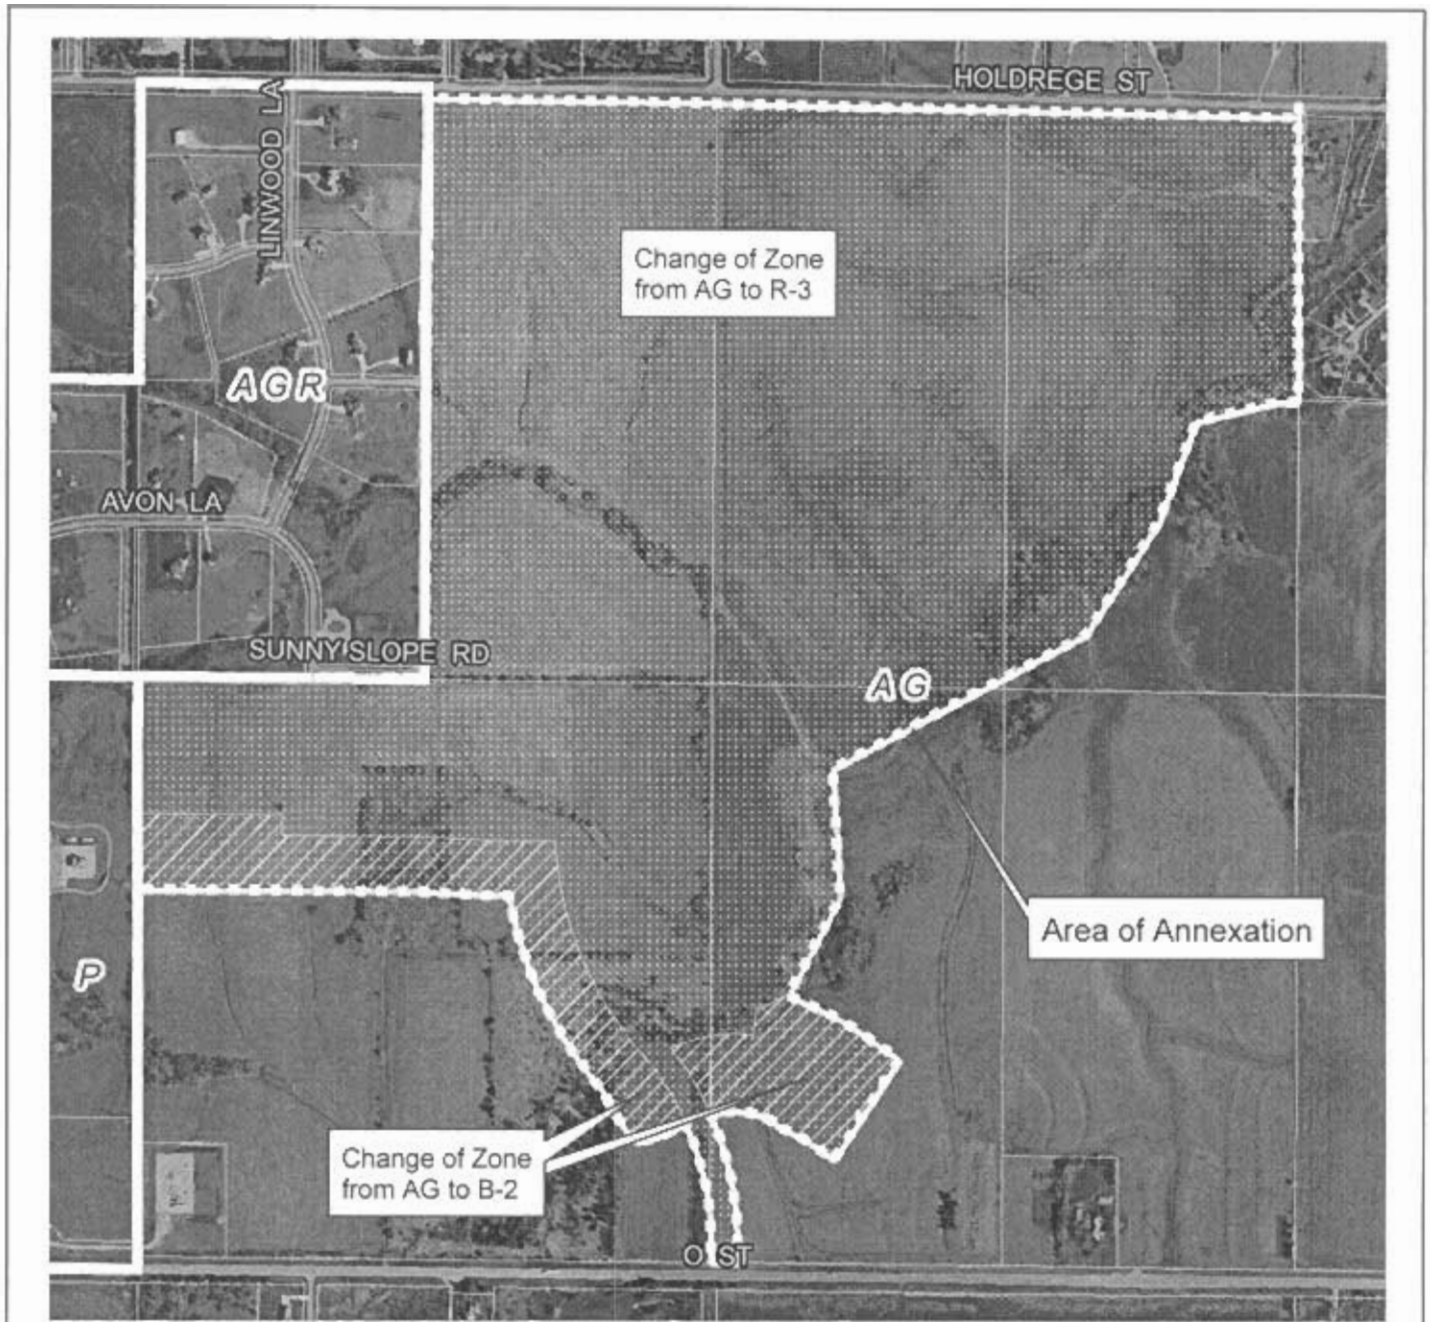 HOLDREGE ST
LINWOOD LA
Change of Zone
from AG to R-3
AGR
AVON LA
SUNNY SLOPE RD
AG
Area of Annexation
P
Change of Zone
from AG to B-2
O ST